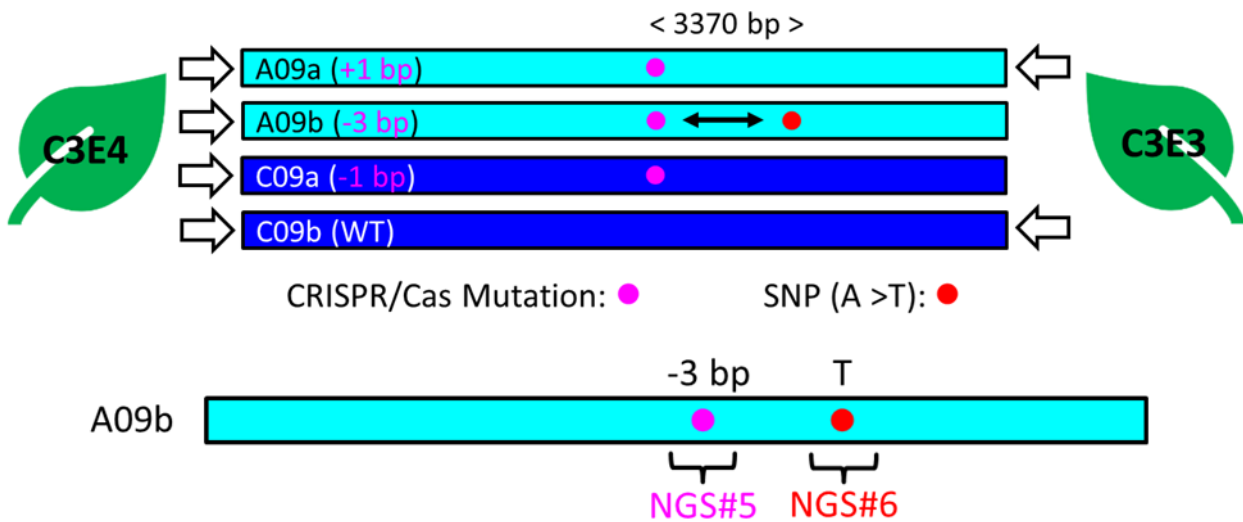 < 3370 bp >
A09a (+1 bp)
A09b (-3 bp)
C09a (-1 bp)
C09b (WT)
C3E4
C3E3
CRISPR/Cas Mutation:
SNP (A >T):
-3 bp
T
A09b
NGS#5
NGS#6